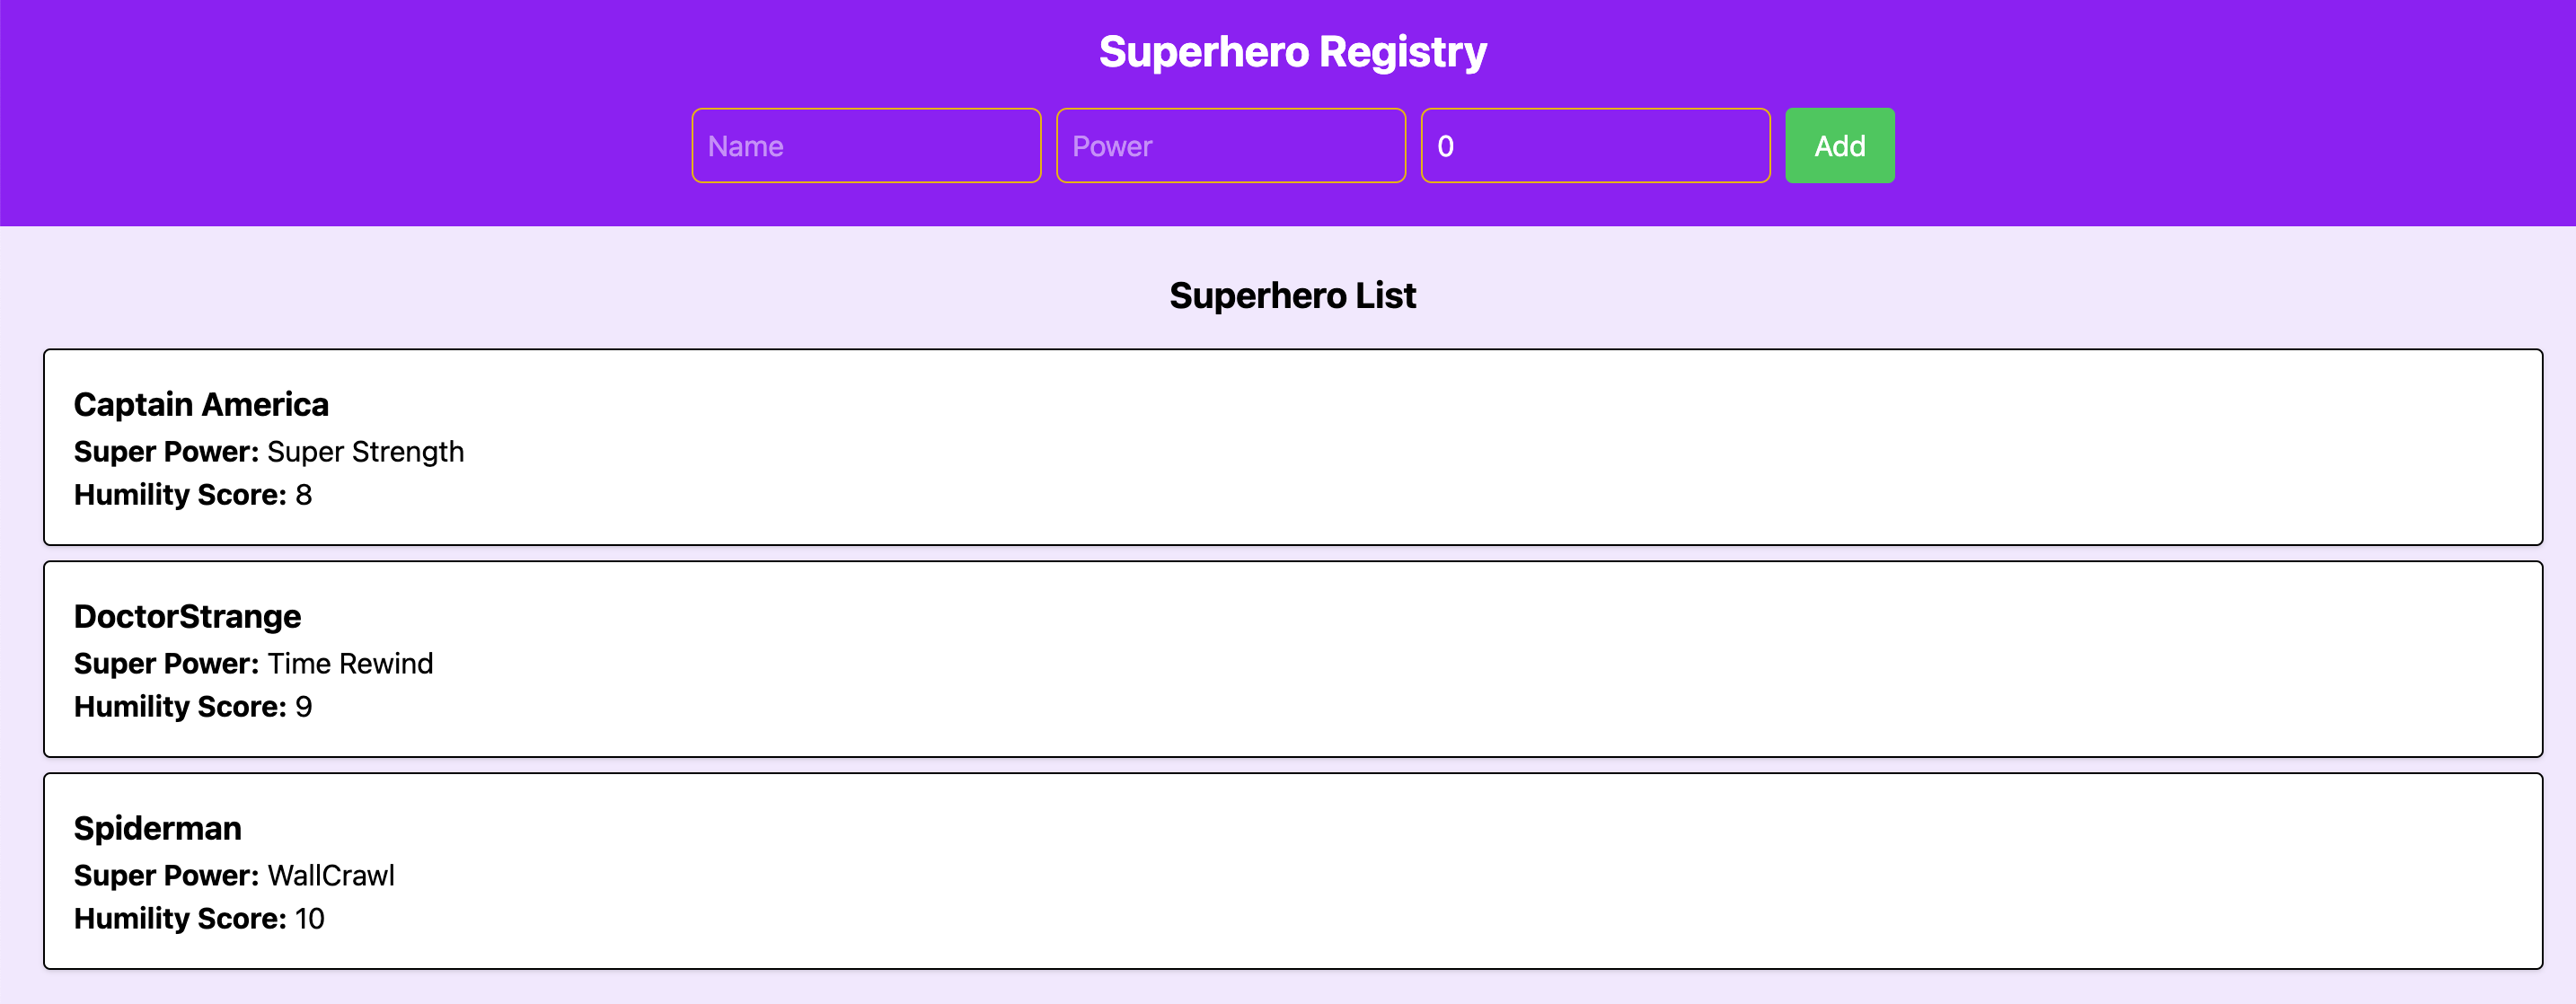 Superhero Registry
Name Power 0 Add
Superhero List
Captain America
Super Power: Super Strength
Humility Score: 8
DoctorStrange
Super Power: Time Rewind
Humility Score: 9
Spiderman
Super Power: WallCrawl
Humility Score: 10